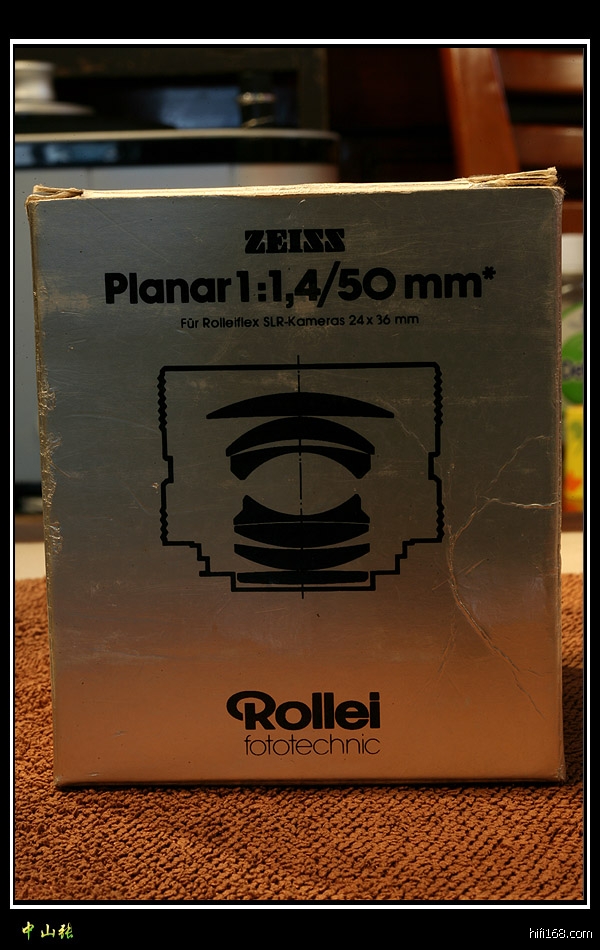 ZEISS
Planar 1:1,4/50 mm*
Für Rolleiflex SLR-Kameras 24 x 36 mm
Rollei
fototechnic
中山张
hifi168.com